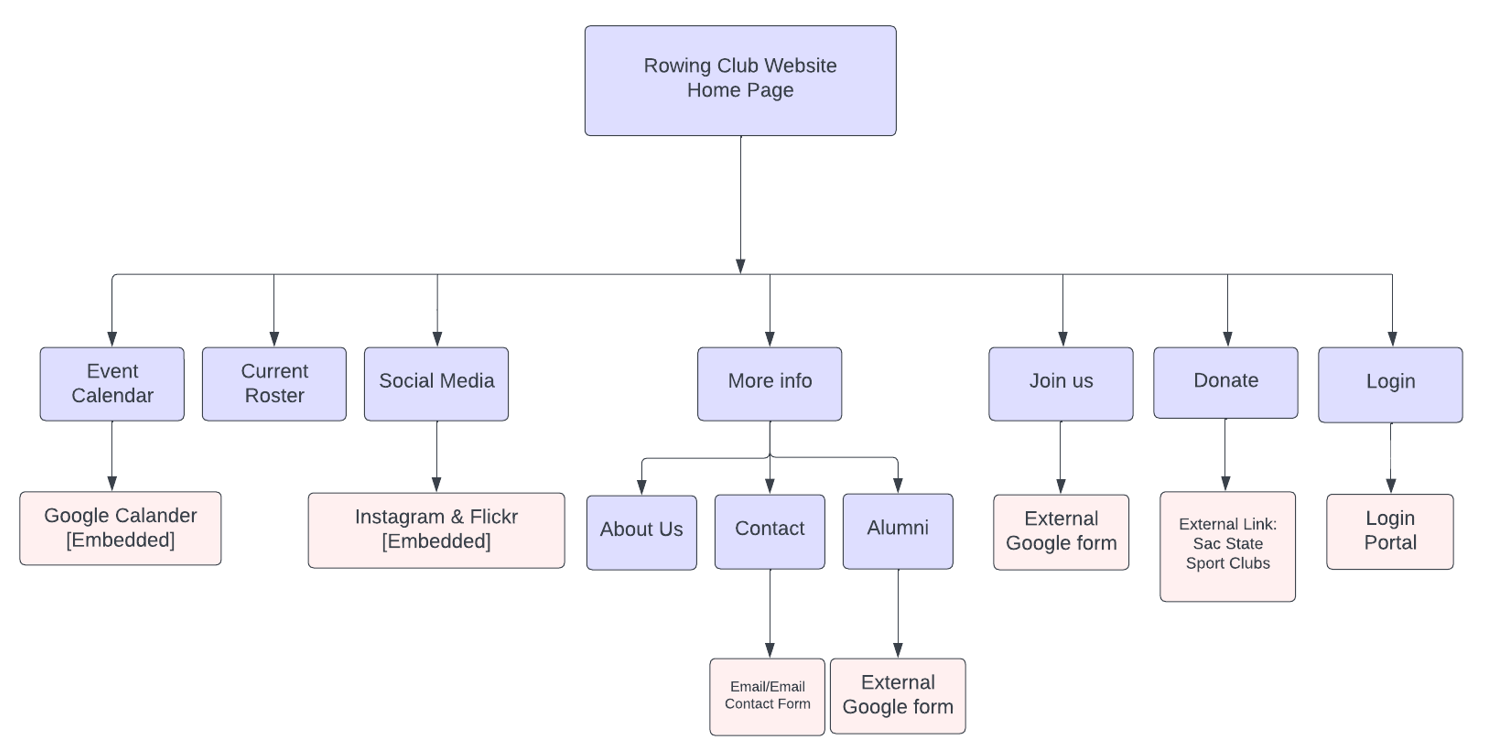 Rowing Club Website
Home Page
Event
Calendar
Current
Roster
Social Media
More info
Join us
Donate
Login
Google Calander
[Embedded]
Instagram & Flickr
[Embedded]
About Us
Contact
Alumni
External
Google form
External Link:
Sac State
Sport Clubs
Login
Portal
Email/Email
Contact Form
External
Google form